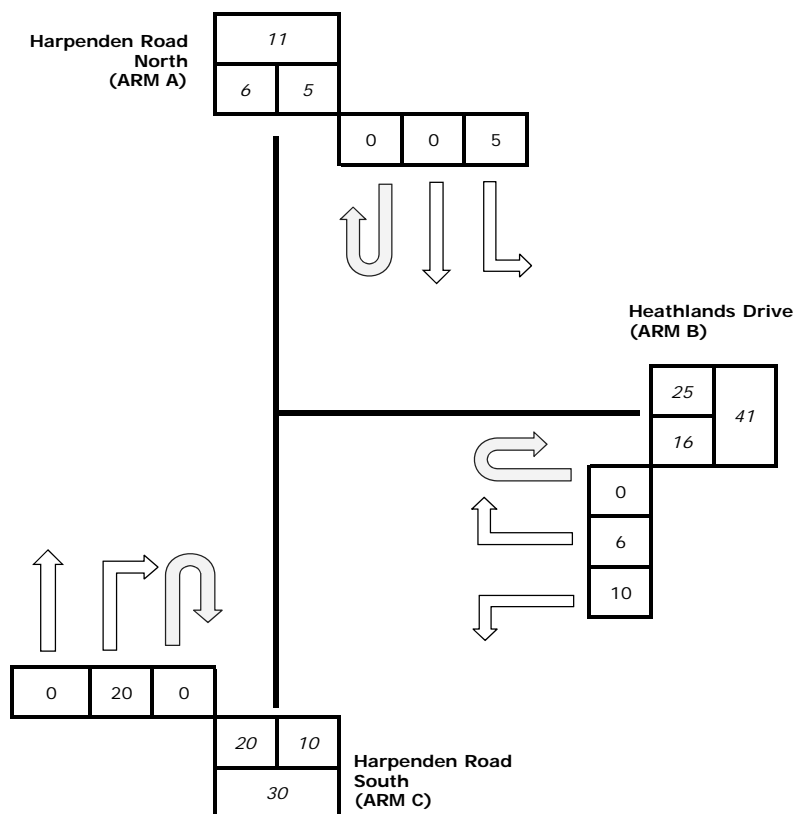 Harpenden Road
North
(ARM A)
11
6 5
0 0 5
Heathlands Drive
(ARM B)
25
41
16
0
6
10
0 20 0
20 10
30
Harpenden Road
South
(ARM C)